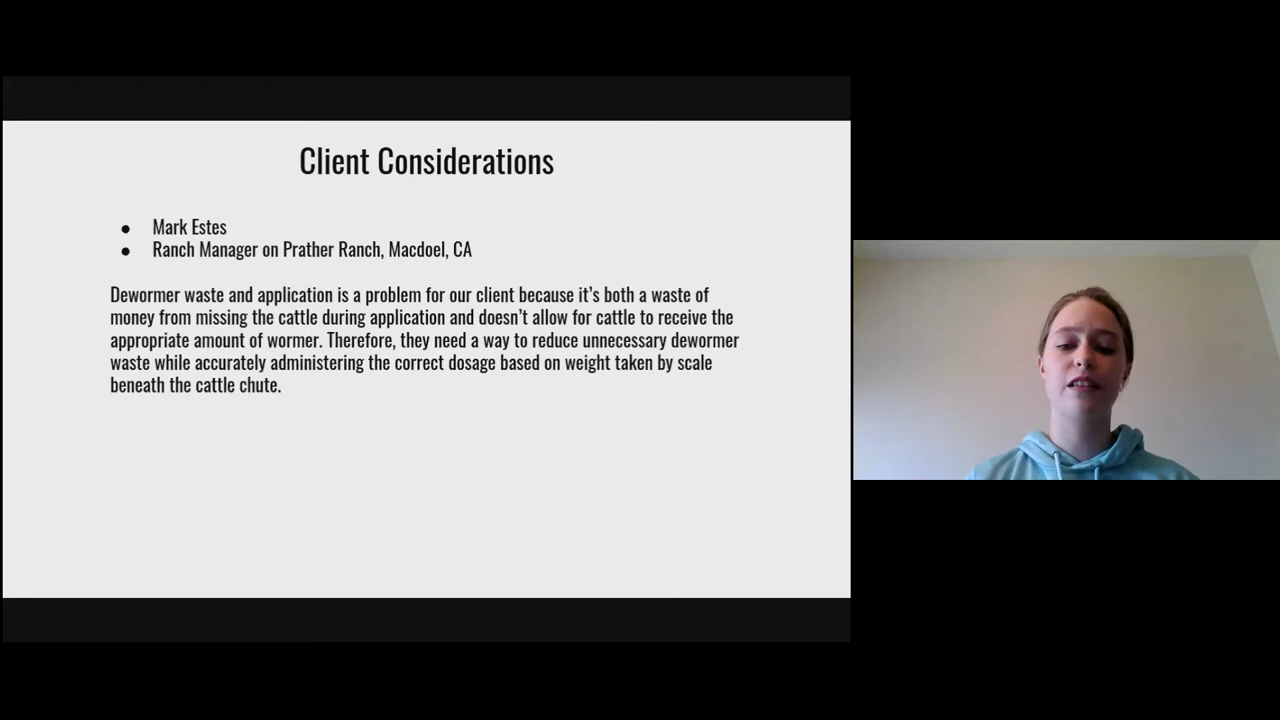 Client Considerations
● Mark Estes
● Ranch Manager on Prather Ranch, Macdoel, CA
Dewormer waste and application is a problem for our client because it’s both a waste of
money from missing the cattle during application and doesn’t allow for cattle to receive the
appropriate amount of wormer. Therefore, they need a way to reduce unnecessary dewormer
waste while accurately administering the correct dosage based on weight taken by scale
beneath the cattle chute.